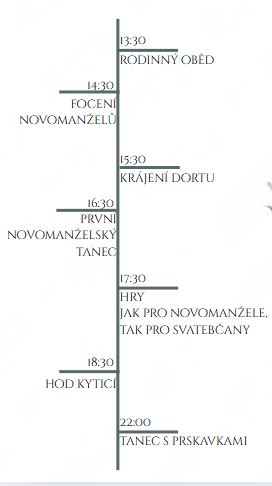 13:30
RODINNÝ OBĚD
14:30
FOCENÍ
NOVOMANŽELŮ
15:30
KRÁJENÍ DORTU
16:30
PRVNÍ
NOVOMANŽELSKÝ
TANEC
17:30
HRY
JAK PRO NOVOMANŽELE,
TAK PRO SVATEBČANY
18:30
HOD KYTICÍ
22:00
TANEC S PRSKAVKAMI